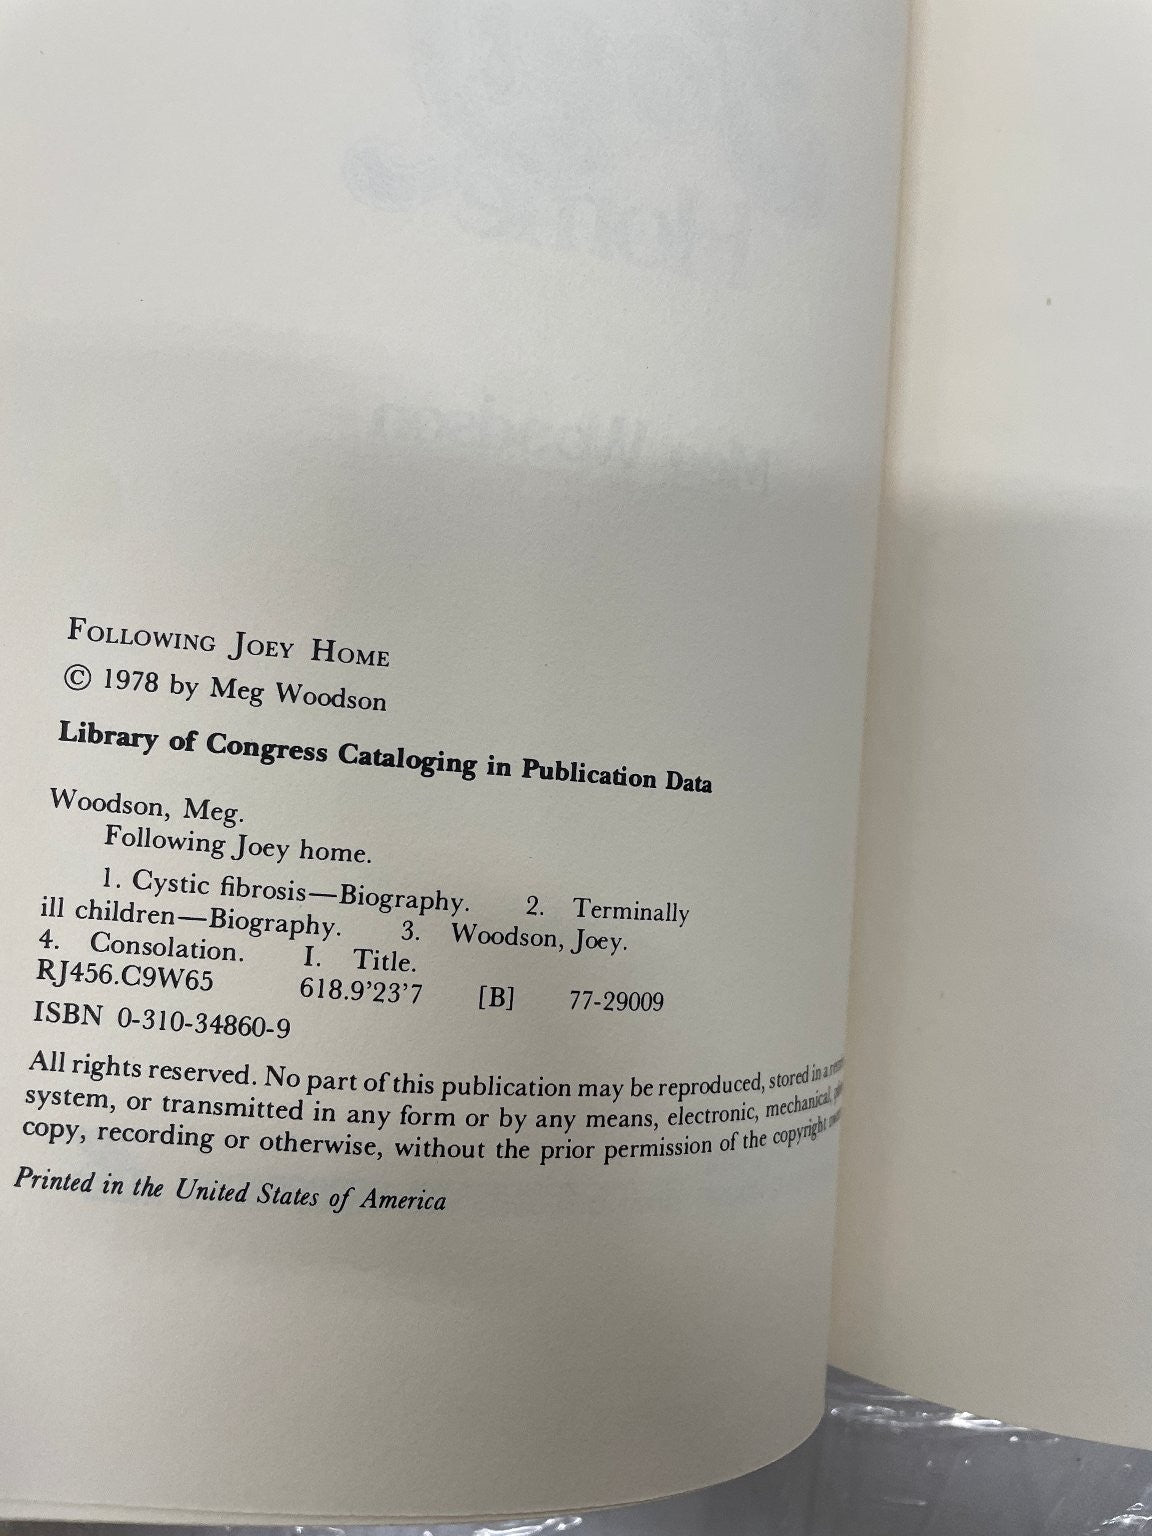 FOLLOWING JOEY HOME
© 1978 by Meg Woodson
Library of Congress Cataloging in Publication Data
Woodson, Meg.
Following Joey home.
1. Cystic fibrosis—Biography. 2. Terminally
ill children—Biography. 3. Woodson, Joey.
4. Consolation. I. Title.
RJ456.C9W65 618.9'23'7 [B] 77-29009
ISBN 0-310-34860-9
All rights reserved. No part of this publication may be reproduced, stored in a
system, or transmitted in any form or by any means, electronic, mechanical,
copy, recording or otherwise, without the prior permission of the copyright
Printed in the United States of America